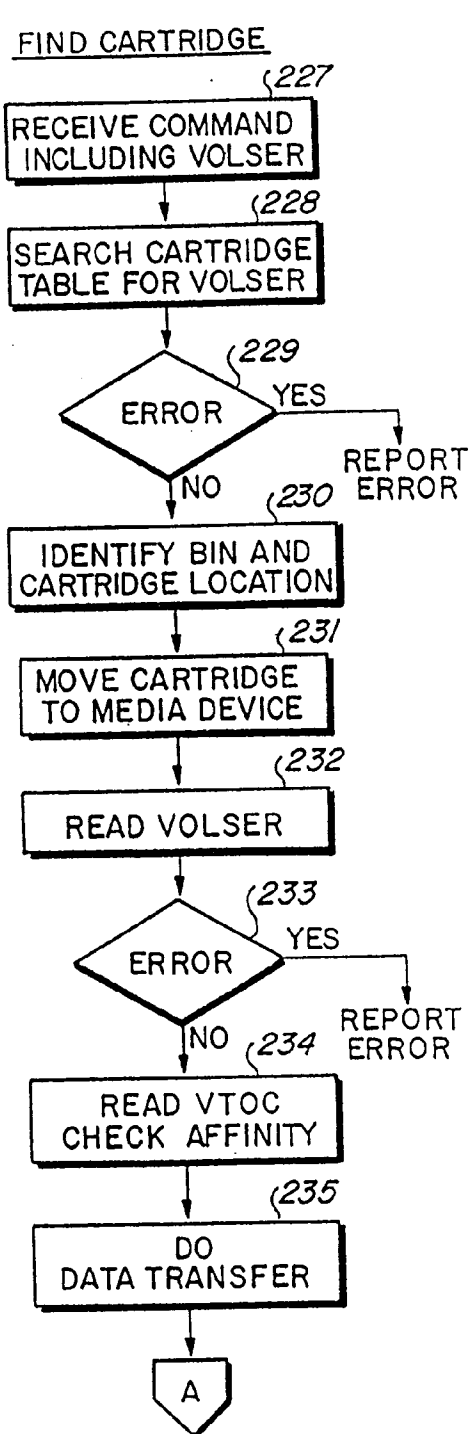 FIND CARTRIDGE
227
RECEIVE COMMAND
INCLUDING VOLSER
228
SEARCH CARTRIDGE
TABLE FOR VOLSER
229
ERROR
YES
REPORT
ERROR
NO
230
IDENTIFY BIN AND
CARTRIDGE LOCATION
231
MOVE CARTRIDGE
TO MEDIA DEVICE
232
READ VOLSER
233
ERROR
YES
REPORT
ERROR
NO
234
READ VTOC
CHECK AFFINITY
235
DO
DATA TRANSFER
A